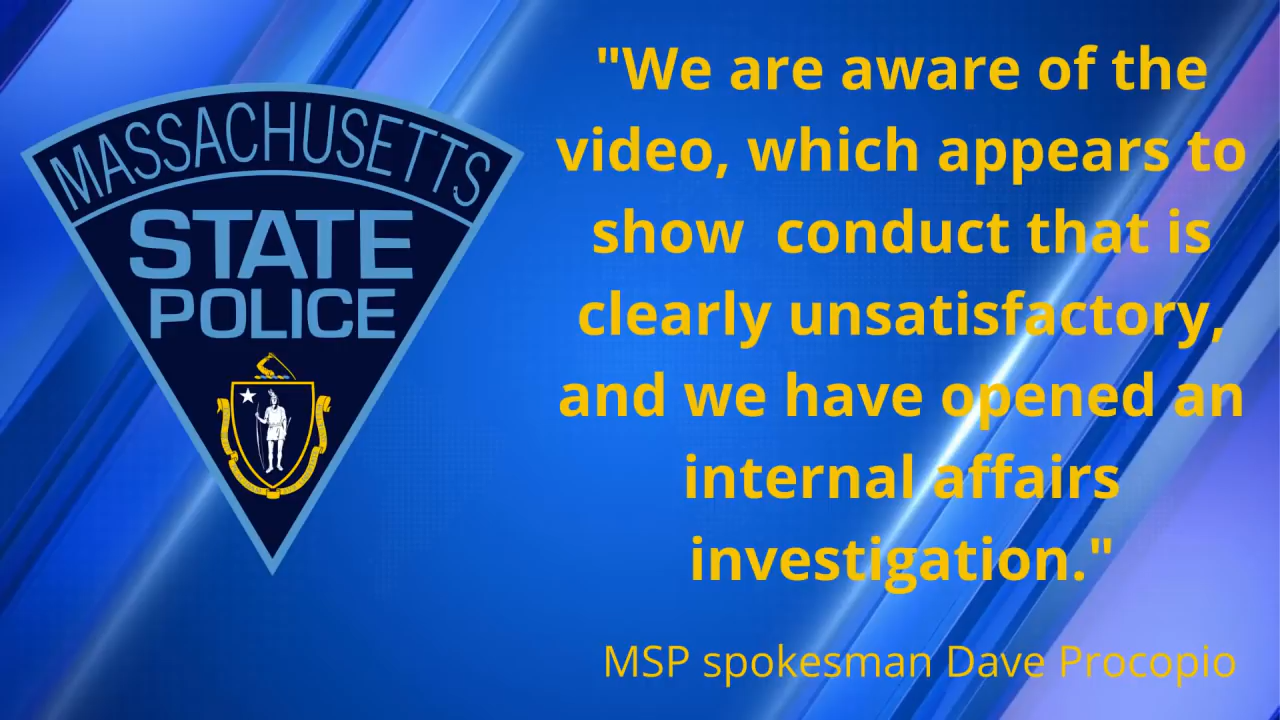 MASSACHUSETTS
STATE
POLICE
"We are aware of the
video, which appears to
show  conduct that is
clearly unsatisfactory,
and we have opened an
internal affairs
investigation."
MSP spokesman Dave Procopio